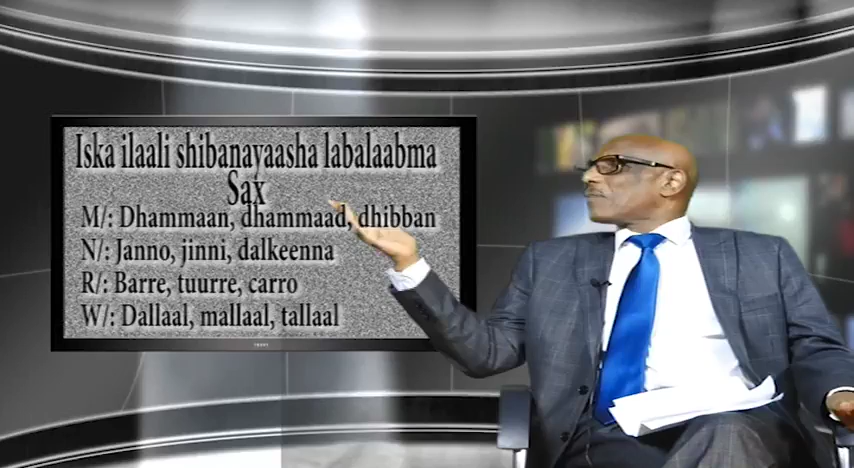 Iska ilaali shibanayaasha labalaabma
Sax
M/: Dhammaan, dhammaad, dhibban
N/: Janno, jinni, dalkeenna
R/: Barre, tuurre, carro
W/: Dallaal, mallaal, tallaal